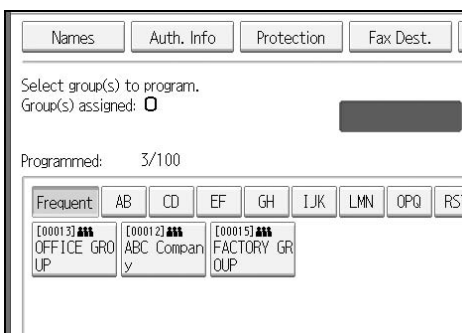 Names Auth. Info Protection Fax Dest.
Select group(s) to program.
Group(s) assigned: 0
Programmed: 3/100
Frequent AB CD EF GH IJK LMN OPQ RS
[00013] [00012] [00015]
OFFICE GRO ABC Compan FACTORY GR
UP y OUP